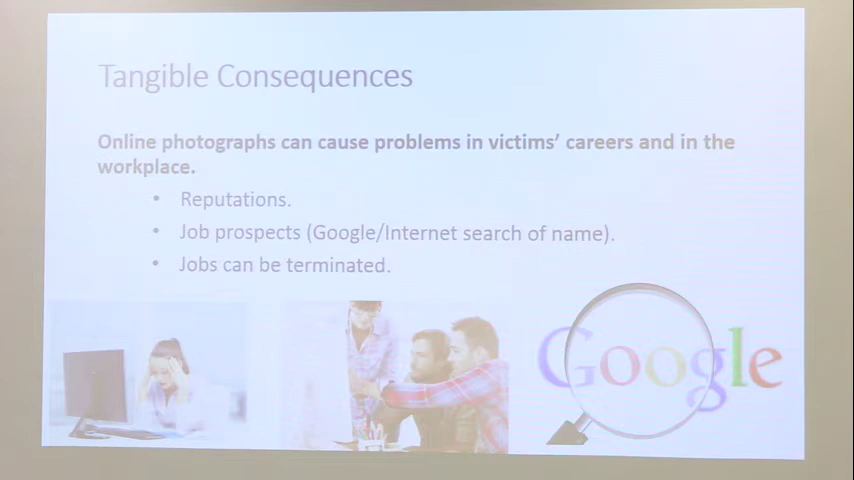 Tangible Consequences
Online photographs can cause problems in victims' careers and in the
workplace.
• Reputations.
• Job prospects (Google/Internet search of name).
• Jobs can be terminated.
Google